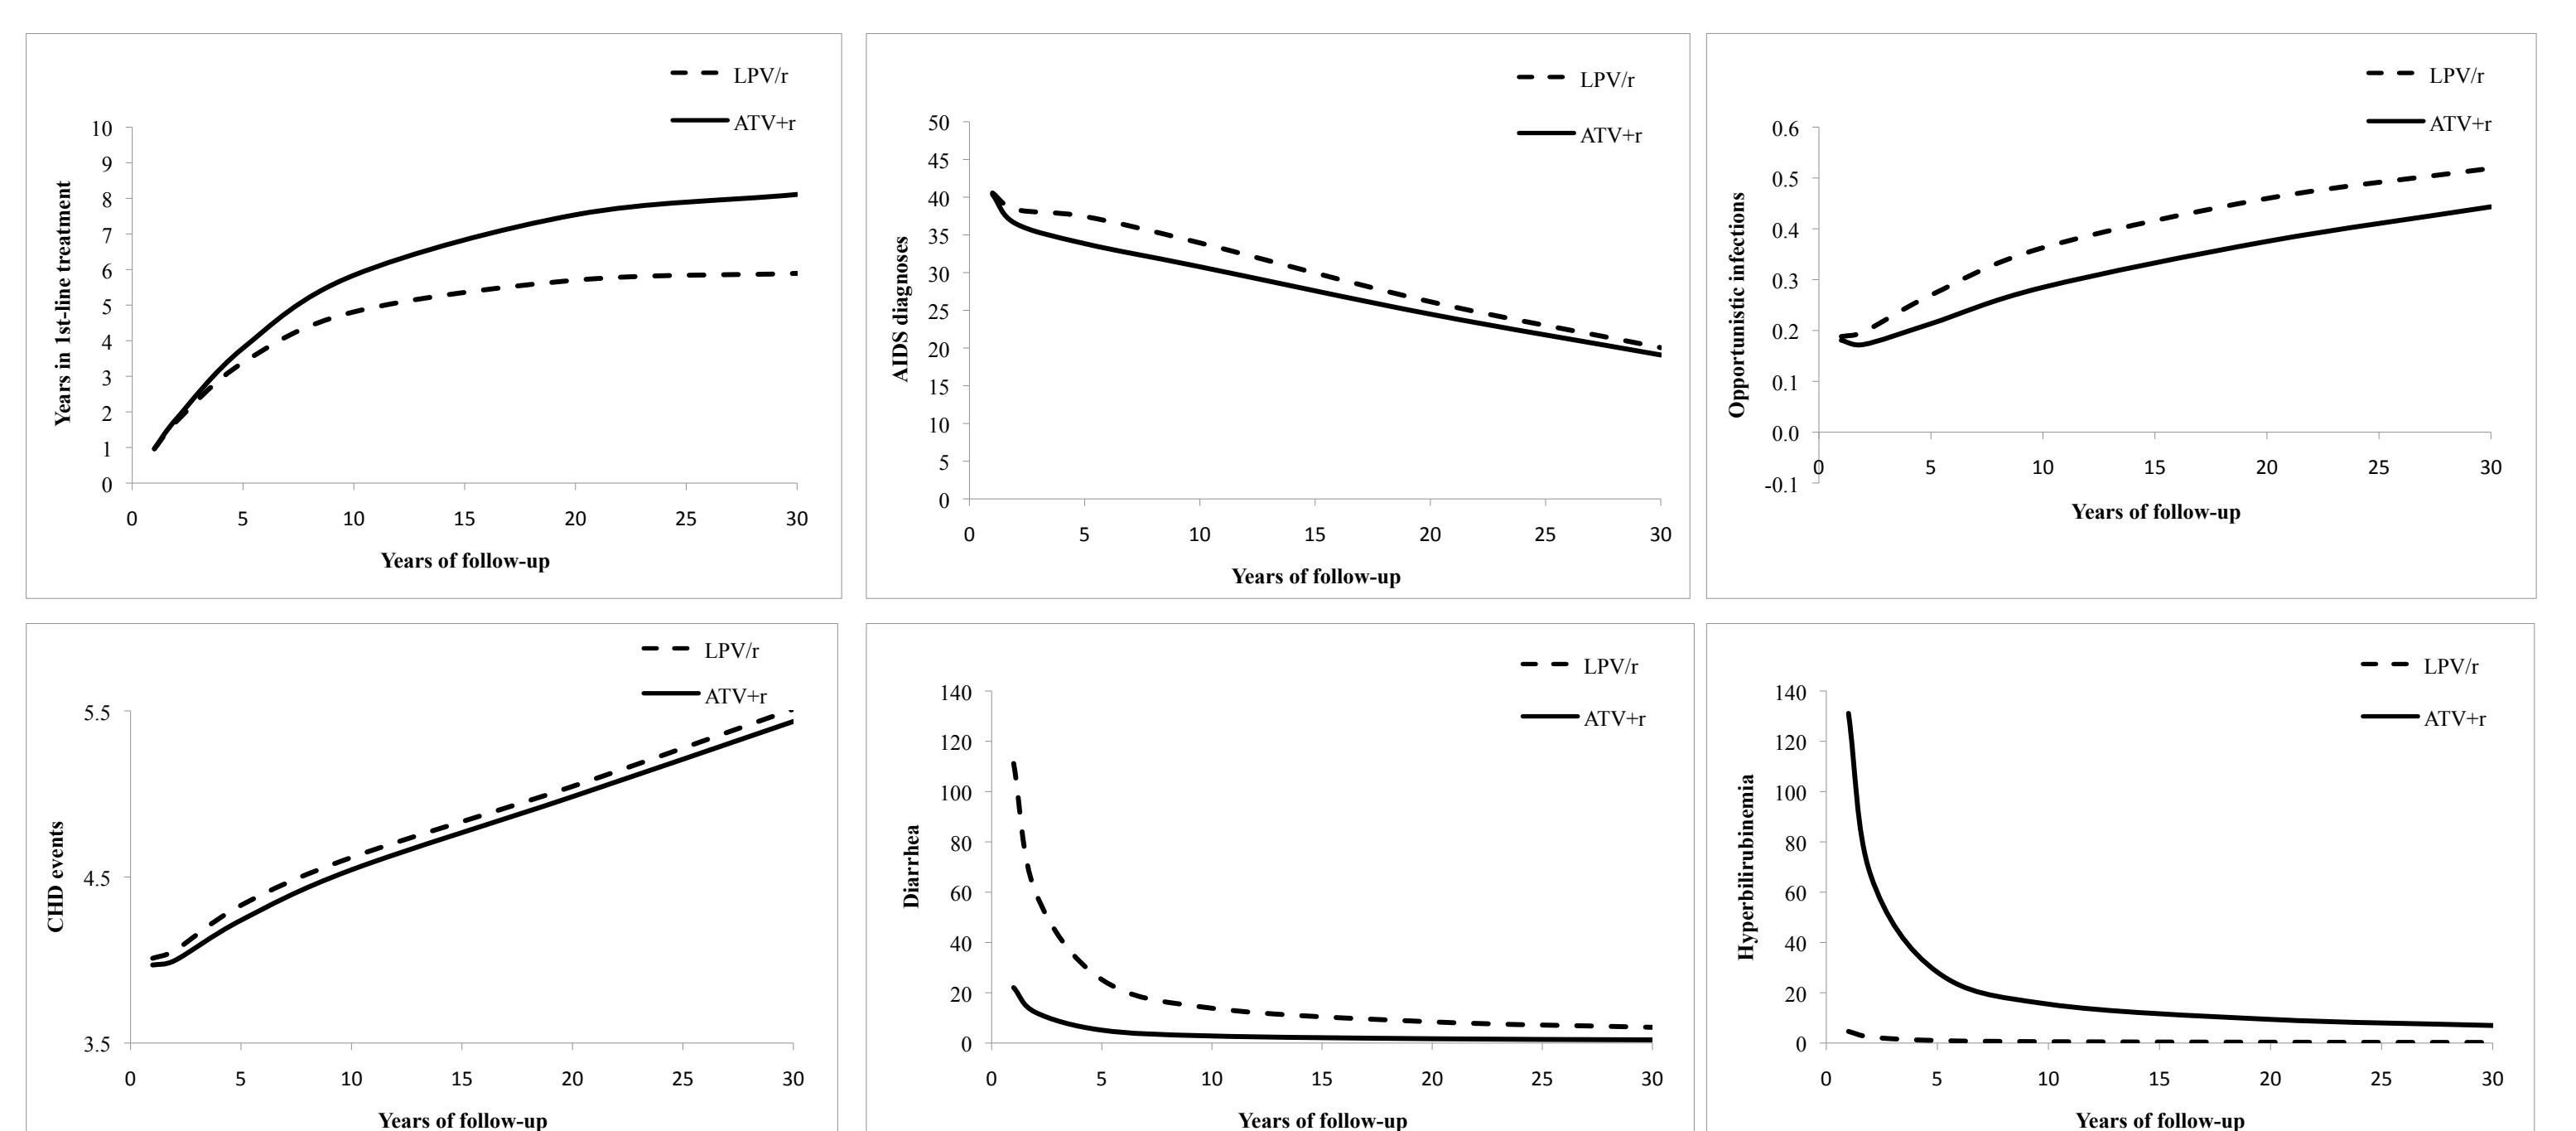 LPV/r
ATV+r
Years in 1st-line treatment
10
9
8
7
6
5
4
3
2
1
0
0 5 10 15 20 25 30
Years of follow-up
LPV/r
ATV+r
AIDS diagnoses
50
45
40
35
30
25
20
15
10
5
0
0 5 10 15 20 25 30
Years of follow-up
LPV/r
ATV+r
Opportunistic infections
0.6
0.5
0.4
0.3
0.2
0.1
0.0
-0.1
0 5 10 15 20 25 30
Years of follow-up
LPV/r
ATV+r
CHD events
5.5
4.5
3.5
0 5 10 15 20 25 30
Years of follow-up
LPV/r
ATV+r
Diarrhea
140
120
100
80
60
40
20
0
0 5 10 15 20 25 30
Years of follow-up
LPV/r
ATV+r
Hyperbilirubinemia
140
120
100
80
60
40
20
0
0 5 10 15 20 25 30
Years of follow-up